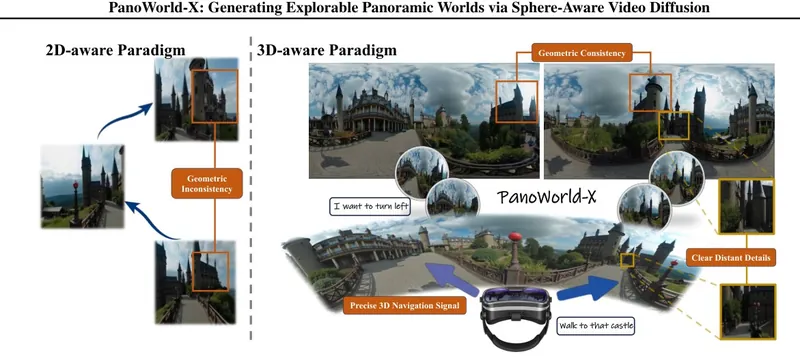 PanoWorld-X: Generating Explorable Panoramic Worlds via Sphere-Aware Video Diffusion
2D-aware Paradigm
Geometric
Inconsistency
3D-aware Paradigm
Geometric Consistency
I want to turn left
PanoWorld-X
Clear Distant Details
Precise 3D Navigation Signal
Walk to that castle